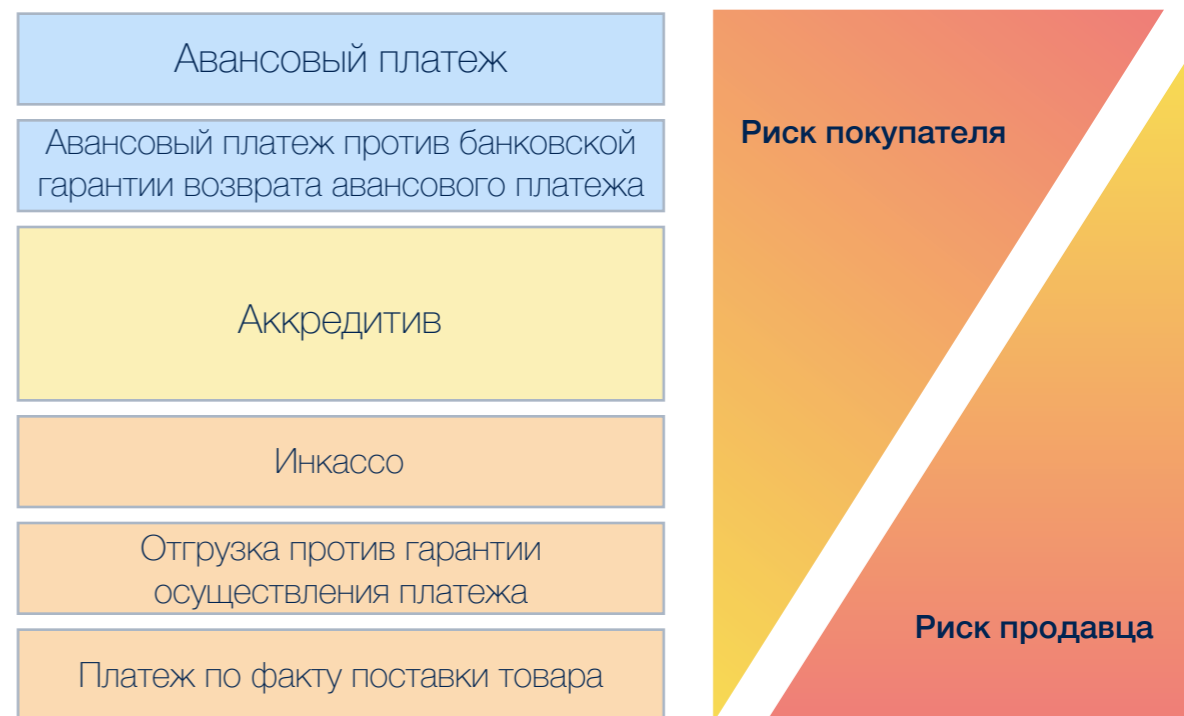 Авансовый платеж
Авансовый платеж против банковской
гарантии возврата авансового платежа
Аккредитив
Инкассо
Отгрузка против гарантии
осуществления платежа
Платеж по факту поставки товара
Риск покупателя
Риск продавца